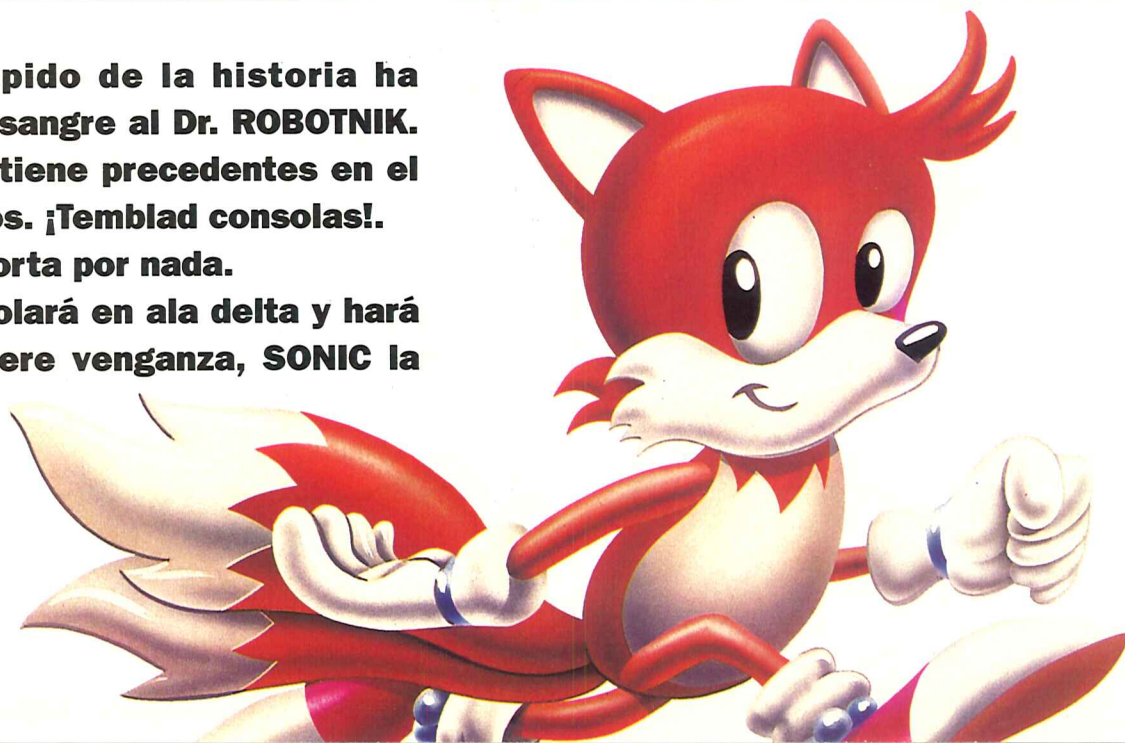 pido de la historia ha
sangre al Dr. ROBOTNIK.
tiene precedentes en el
os. ¡Temblad consolas!.
orta por nada.
olará en ala delta y hará
ere venganza, SONIC la